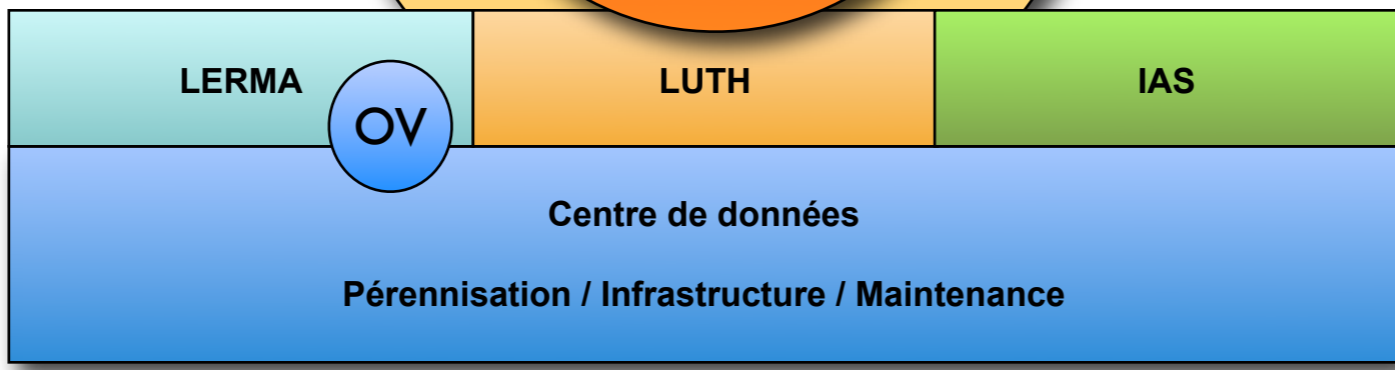 LERMA
OV
LUTH
IAS
Centre de données
Pérennisation / Infrastructure / Maintenance